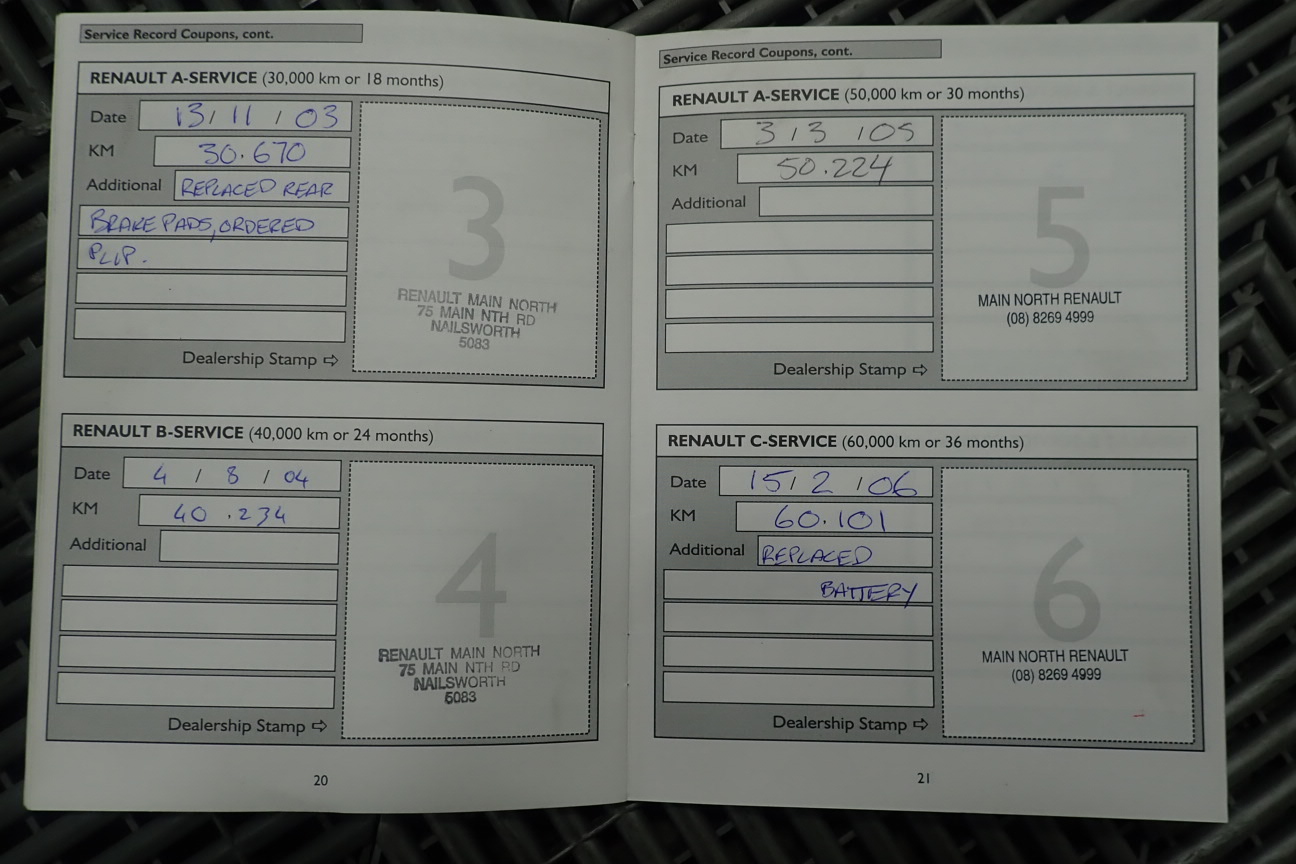 Service Record Coupons, cont.
RENAULT A-SERVICE (30,000 km or 18 months)
Date 13 / 11 / 03
KM 30.670
Additional REPLACED REAR
BRAKE PADS, ORDERED
PLIP.
3
RENAULT MAIN NORTH
75 MAIN NTH RD
NAILSWORTH
5083
Dealership Stamp ⇨
RENAULT B-SERVICE (40,000 km or 24 months)
Date 4 / 8 / 04
KM 40.234
Additional
4
RENAULT MAIN NORTH
75 MAIN NTH RD
NAILSWORTH
5083
Dealership Stamp ⇨
20
Service Record Coupons, cont.
RENAULT A-SERVICE (50,000 km or 30 months)
Date 3 / 3 / 05
KM 50.224
Additional
5
MAIN NORTH RENAULT
(08) 8269 4999
Dealership Stamp ⇨
RENAULT C-SERVICE (60,000 km or 36 months)
Date 15 / 2 / 06
KM 60.101
Additional REPLACED
BATTERY
6
MAIN NORTH RENAULT
(08) 8269 4999
Dealership Stamp ⇨
21